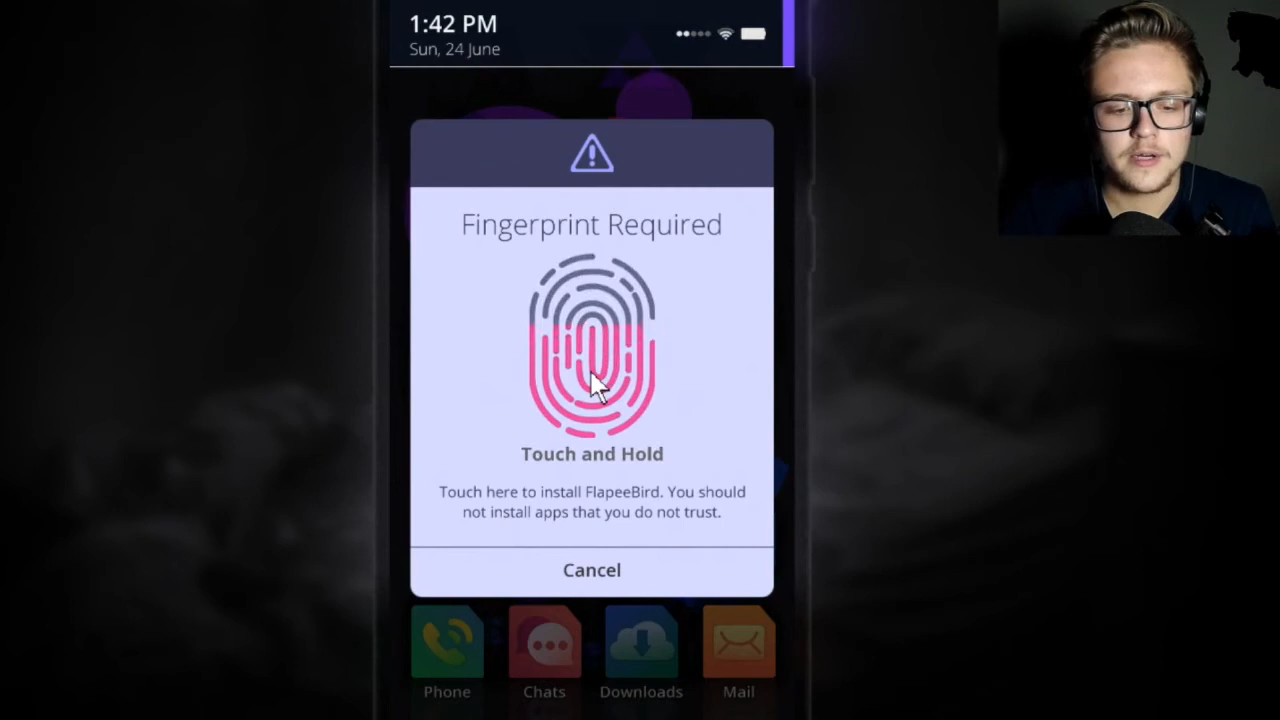 1:42 PM
Sun, 24 June
Fingerprint Required
Touch and Hold
Touch here to install FlapeeBird. You should
not install apps that you do not trust.
Cancel
Phone
Chats
Downloads
Mail